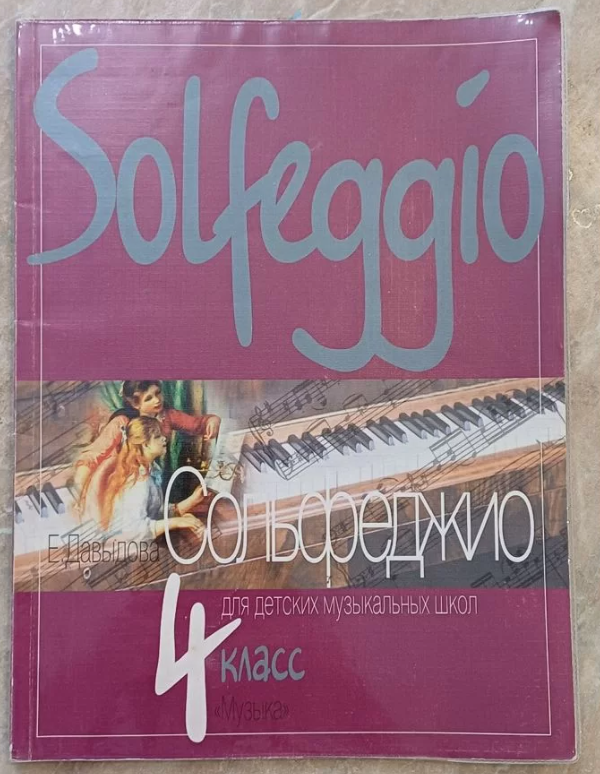 Solfeggio
Е.Давыдова Сольфеджио
для детских музыкальных школ
4 класс
«Музыка»